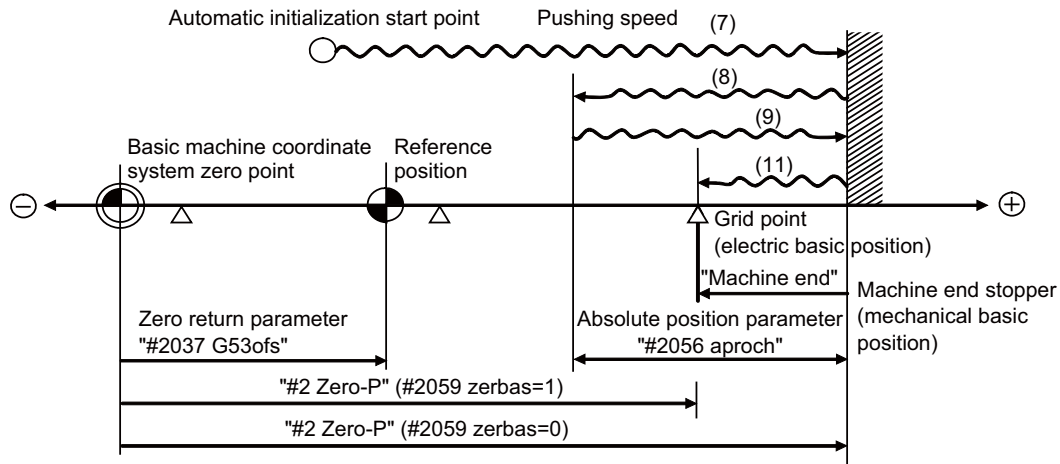 Automatic initialization start point
Pushing speed
(7)
(8)
(9)
Basic machine coordinate
system zero point
Reference
position
(11)
Grid point
(electric basic position)
"Machine end"
Machine end stopper
(mechanical basic
position)
Zero return parameter
"#2037 G53ofs"
Absolute position parameter
"#2056 aproch"
"#2 Zero-P" (#2059 zerbas=1)
"#2 Zero-P" (#2059 zerbas=0)